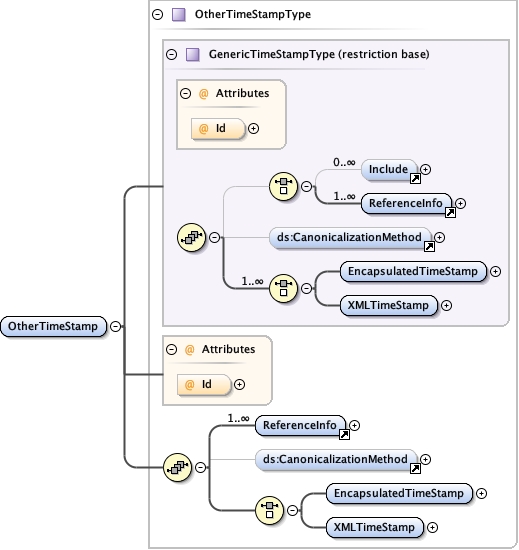 OtherTimeStampType
GenericTimeStampType (restriction base)
@ Attributes
@ Id
0..∞
Include
1..∞
ReferenceInfo
ds:CanonicalizationMethod
1..∞
EncapsulatedTimeStamp
XMLTimeStamp
OtherTimeStamp
@ Attributes
@ Id
1..∞
ReferenceInfo
ds:CanonicalizationMethod
EncapsulatedTimeStamp
XMLTimeStamp